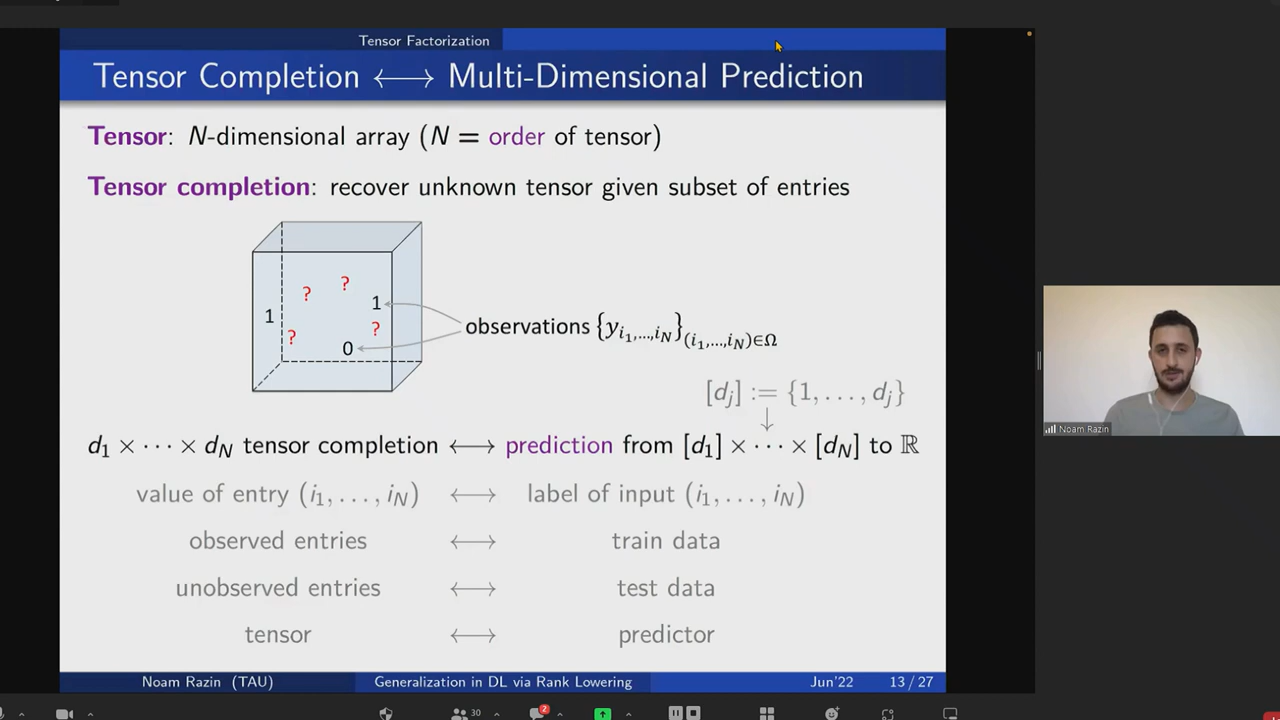 Tensor Factorization
Tensor Completion ⟷ Multi-Dimensional Prediction
Tensor: N-dimensional array (N = order of tensor)
Tensor completion: recover unknown tensor given subset of entries
? ?
1 1
? ?
0
observations {y_{i_1,...,i_N}}_{(i_1,...,i_N)∈Ω}
[d_j] := {1, . . . , d_j}
↓
d_1 × · · · × d_N tensor completion ⟷ prediction from [d_1] × · · · × [d_N] to ℝ
value of entry (i_1, . . . , i_N) ⟷ label of input (i_1, . . . , i_N)
observed entries ⟷ train data
unobserved entries ⟷ test data
tensor ⟷ predictor
Noam Razin (TAU) Generalization in DL via Rank Lowering Jun'22 13 / 27
Noam Razin
30 2